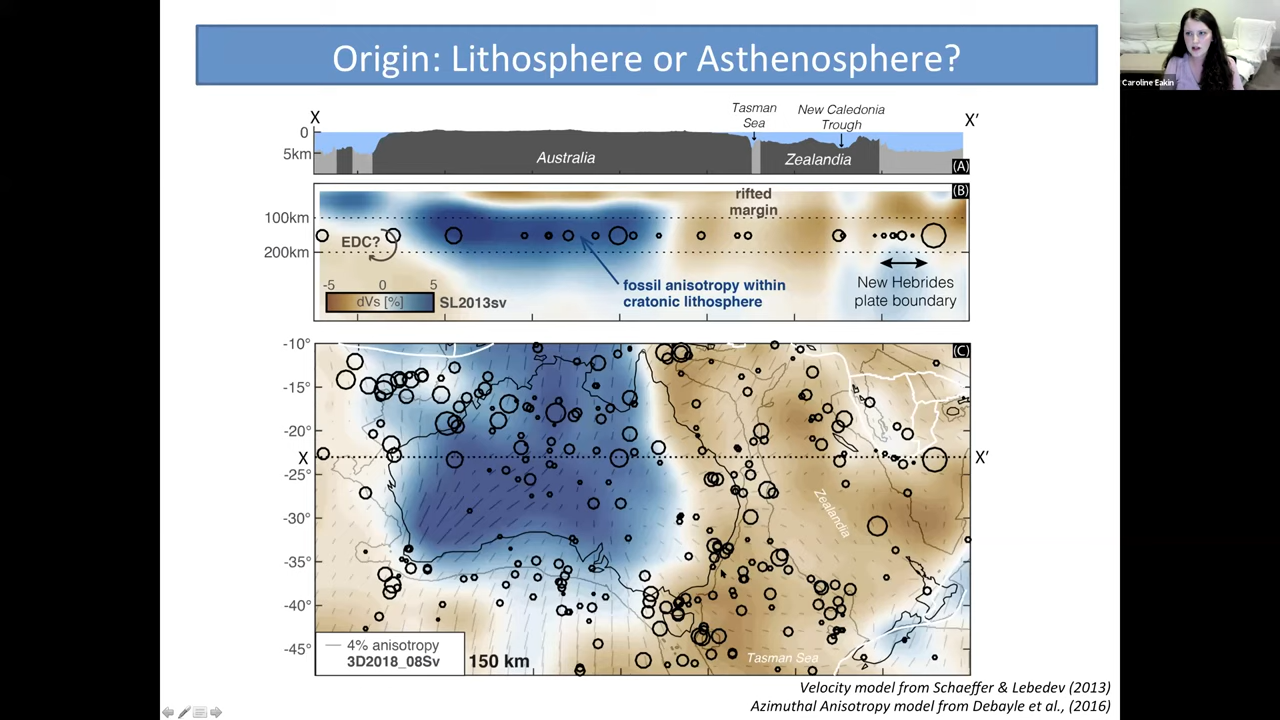 Origin: Lithosphere or Asthenosphere?
Caroline Eakin
X
Tasman
Sea
New Caledonia
Trough
X'
0
5km
Australia
Zealandia
(A)
(B)
rifted
margin
100km
EDC?
200km
fossil anisotropy within
cratonic lithosphere
New Hebrides
plate boundary
-5
0
5
dVs [%]
SL2013sv
(C)
-10°
-15°
-20°
X
X'
-25°
-30°
-35°
-40°
-45°
Zealandia
Tasman Sea
4% anisotropy
3D2018_08Sv
150 km
Velocity model from Schaeffer & Lebedev (2013)
Azimuthal Anisotropy model from Debayle et al., (2016)